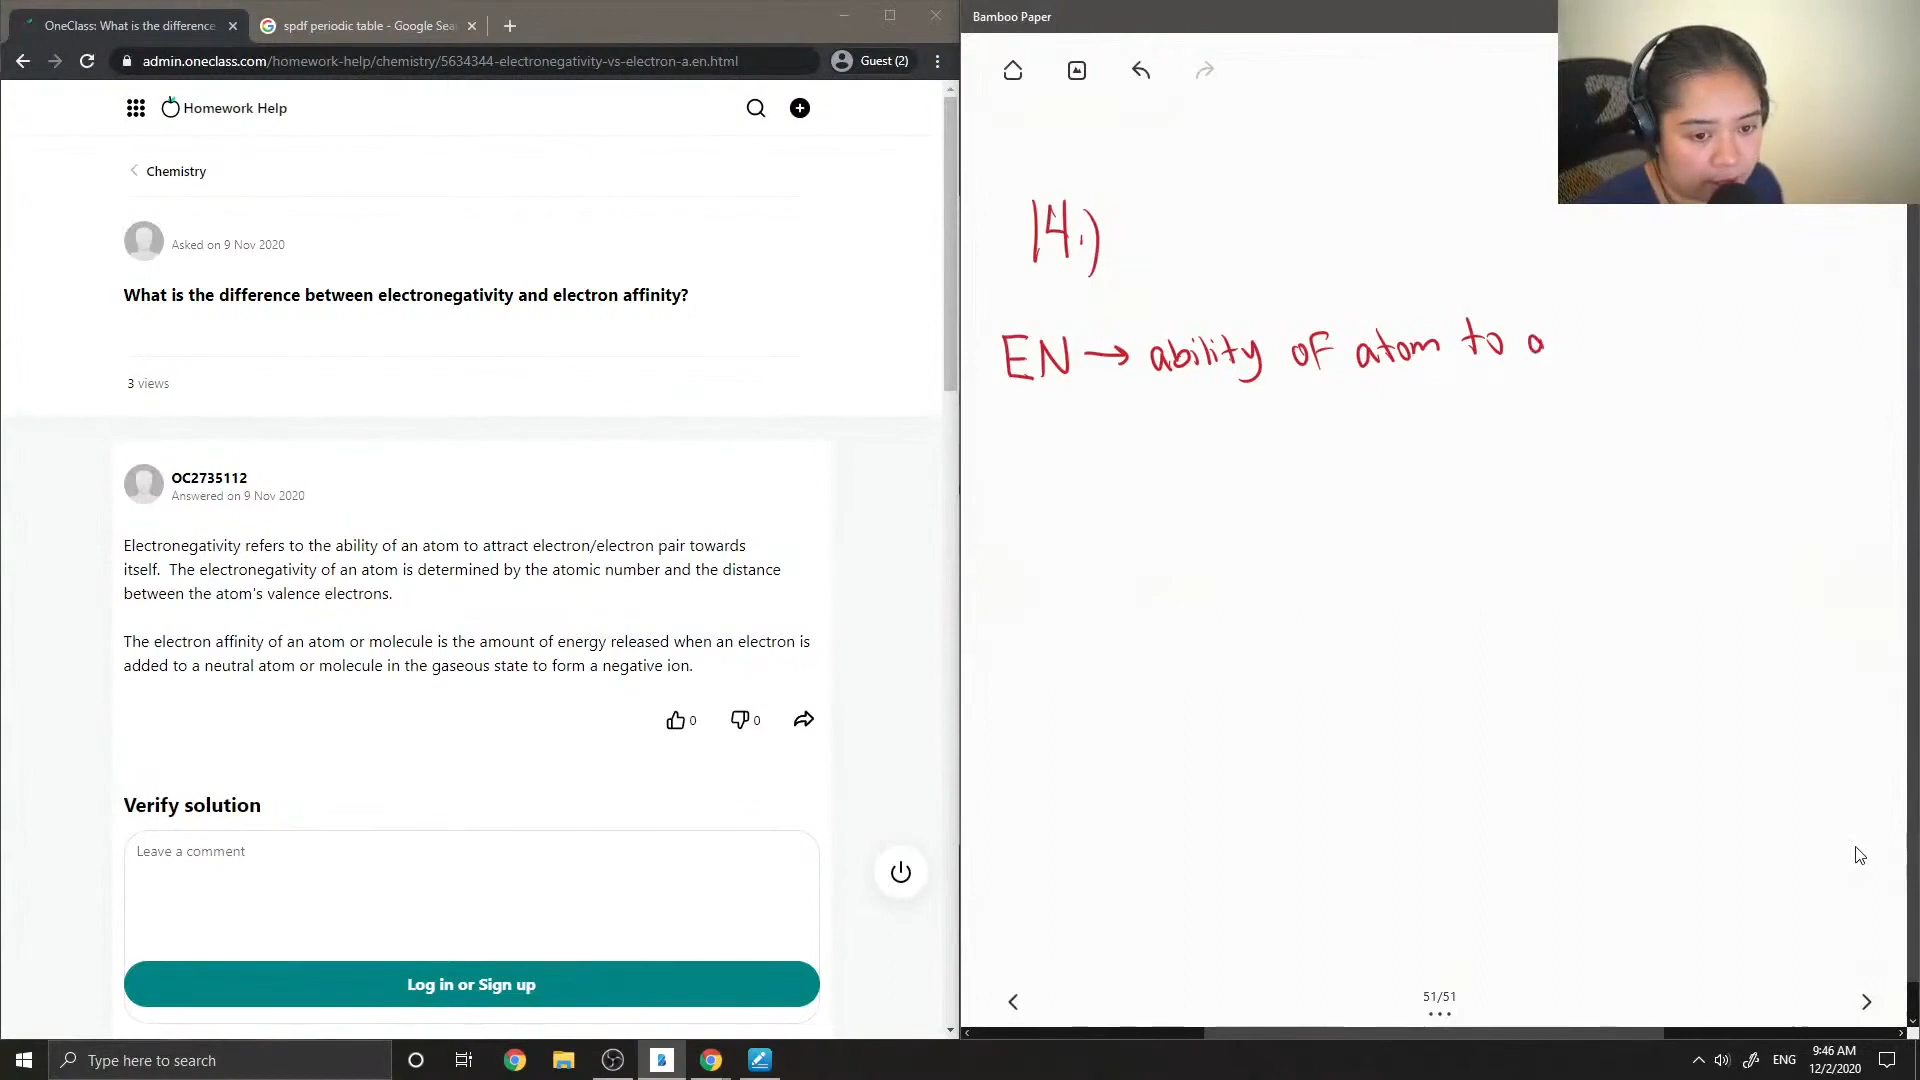 OneClass: What is the difference
spdf periodic table - Google Sea
admin.oneclass.com/homework-help/chemistry/5634344-electronegativity-vs-electron-a.en.html
Guest (2)
Homework Help
Chemistry
Asked on 9 Nov 2020
What is the difference between electronegativity and electron affinity?
3 views
OC2735112
Answered on 9 Nov 2020
Electronegativity refers to the ability of an atom to attract electron/electron pair towards
itself. The electronegativity of an atom is determined by the atomic number and the distance
between the atom's valence electrons.
The electron affinity of an atom or molecule is the amount of energy released when an electron is
added to a neutral atom or molecule in the gaseous state to form a negative ion.
0
0
Verify solution
Leave a comment
Log in or Sign up
Bamboo Paper
14.)
EN → ability of atom to a
51/51
Type here to search
ENG
9:46 AM
12/2/2020